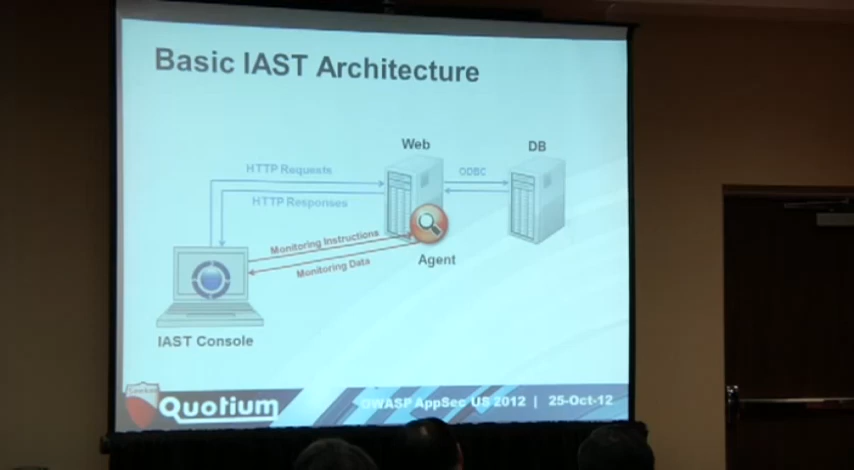 Basic IAST Architecture
Web
DB
HTTP Requests
ODBC
HTTP Responses
Monitoring Instructions
Monitoring Data
Agent
IAST Console
Quotium
OWASP AppSec US 2012 | 25-Oct-12